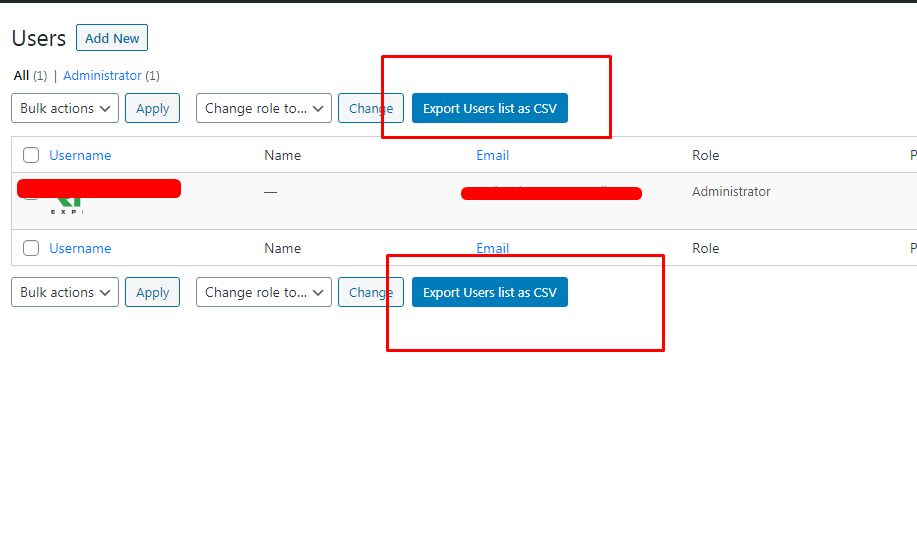 Users Add New
All (1) | Administrator (1)
Bulk actions Apply Change role to... Change Export Users list as CSV
Username Name Email Role P
— Administrator
E X P
Username Name Email Role
Bulk actions Apply Change role to... Change Export Users list as CSV